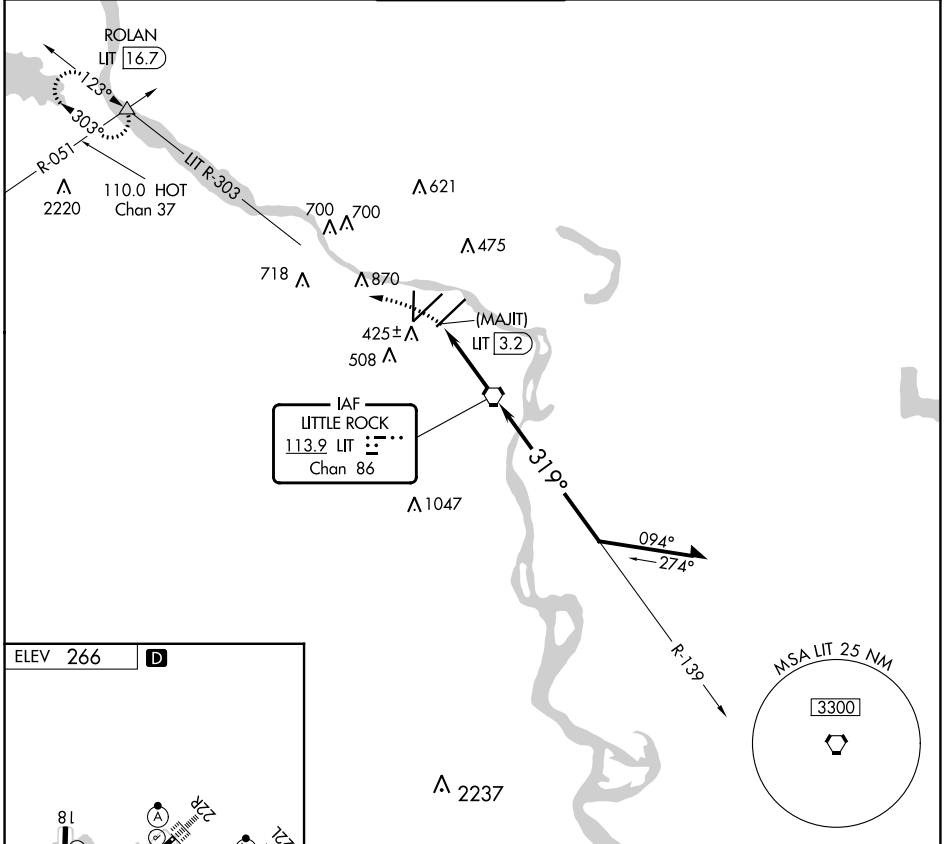 ROLAN
LIT 16.7
123°
303°
R-051
LIT R-303
110.0 HOT
Chan 37
2220
621
700
700
475
718
870
(MAJIT)
LIT 3.2
425±
508
IAF
LITTLE ROCK
113.9 LIT
Chan 86
319°
1047
094°
274°
R-139
ELEV 266
D
MSA LIT 25 NM
3300
2237
18
A
22R
22L